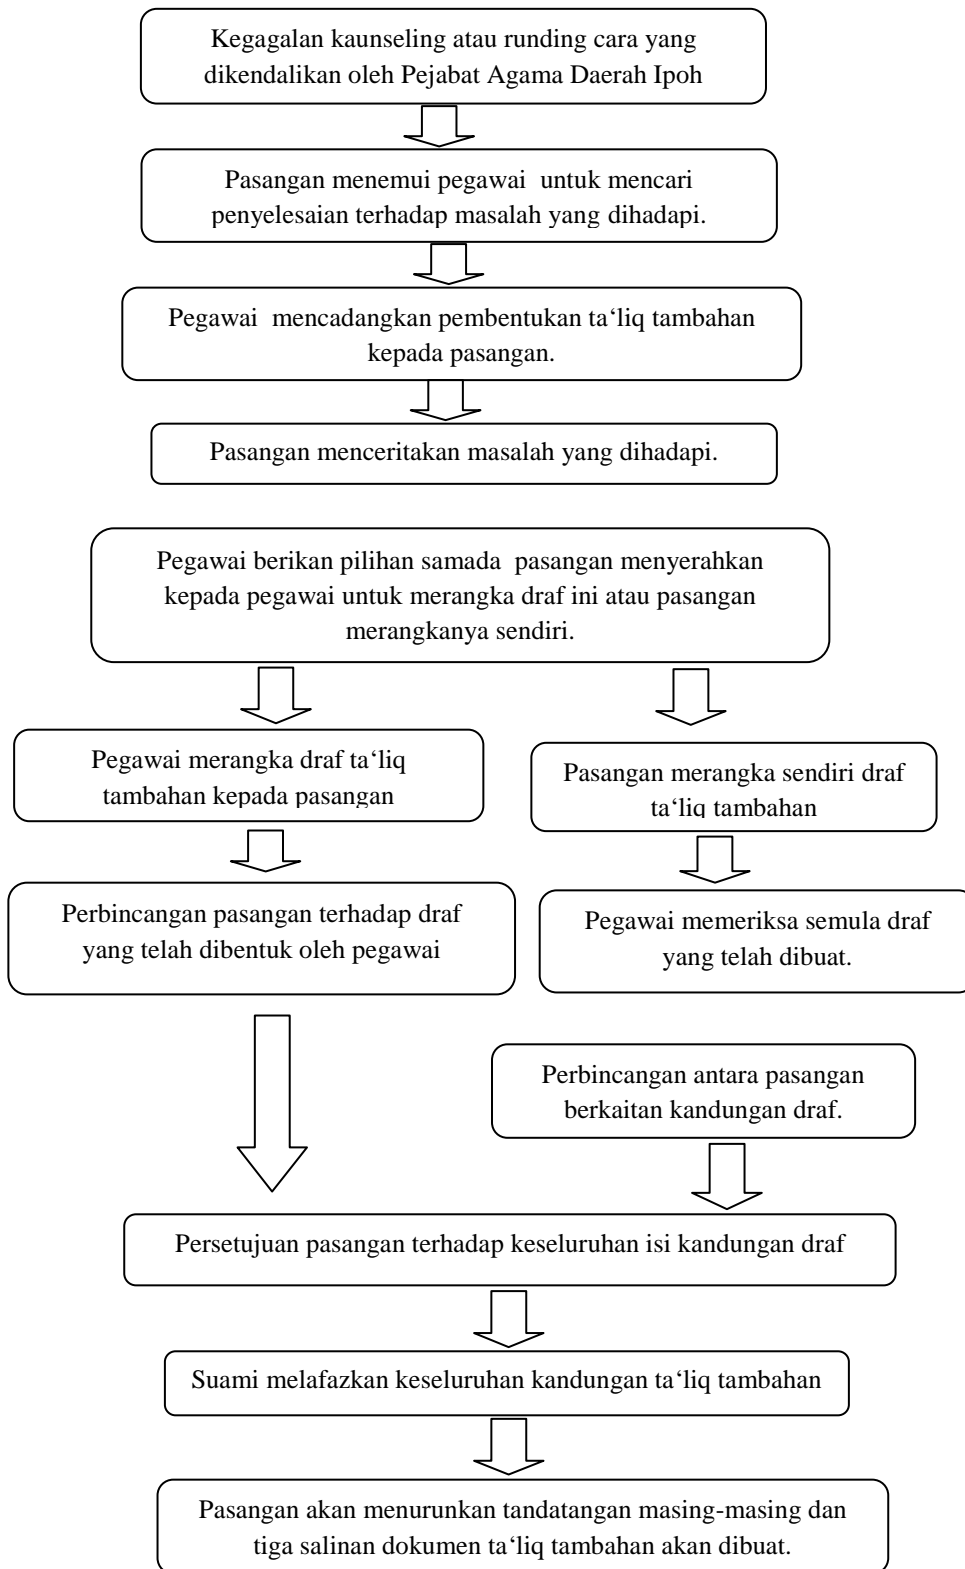 Kegagalan kaunseling atau runding cara yang
dikendalikan oleh Pejabat Agama Daerah Ipoh
Pasangan menemui pegawai untuk mencari
penyelesaian terhadap masalah yang dihadapi.
Pegawai mencadangkan pembentukan ta‘liq tambahan
kepada pasangan.
Pasangan menceritakan masalah yang dihadapi.
Pegawai berikan pilihan samada pasangan menyerahkan
kepada pegawai untuk merangka draf ini atau pasangan
merangkanya sendiri.
Pegawai merangka draf ta‘liq
tambahan kepada pasangan
Pasangan merangka sendiri draf
ta‘liq tambahan
Perbincangan pasangan terhadap draf
yang telah dibentuk oleh pegawai
Pegawai memeriksa semula draf
yang telah dibuat.
Perbincangan antara pasangan
berkaitan kandungan draf.
Persetujuan pasangan terhadap keseluruhan isi kandungan draf
Suami melafazkan keseluruhan kandungan ta‘liq tambahan
Pasangan akan menurunkan tandatangan masing-masing dan
tiga salinan dokumen ta‘liq tambahan akan dibuat.